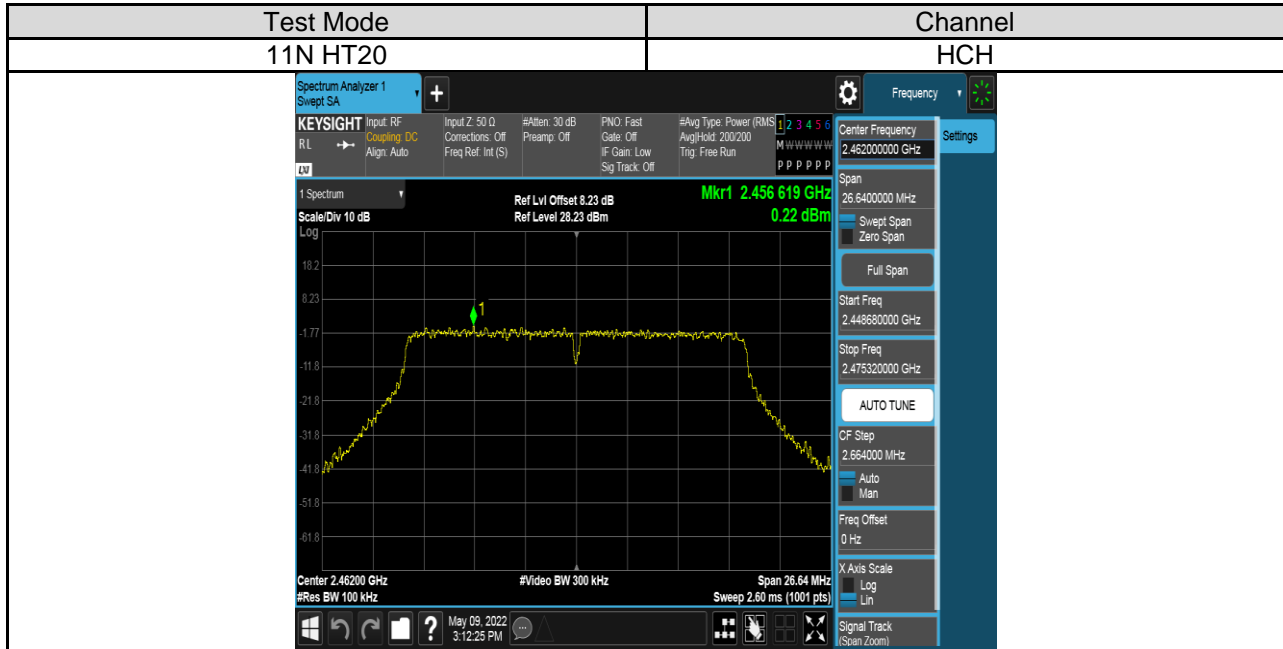 Test Mode Channel
11N HT20 HCH
Spectrum Analyzer 1
Swept SA
+
Frequency
KEYSIGHT Input: RF Input Z: 50 Ω #Atten: 30 dB PNO: Fast #Avg Type: Power (RMS 1 2 3 4 5 6
RL Coupling: DC Corrections: Off Preamp: Off Gate: Off Avg|Hold: 200/200 M W W W W W
Align: Auto Freq Ref: Int (S) IF Gain: Low Trig: Free Run
LXI Sig Track: Off P P P P P P
Center Frequency
2.462000000 GHz
Settings
1 Spectrum
Ref Lvl Offset 8.23 dB
Mkr1 2.456 619 GHz
Scale/Div 10 dB
Ref Level 28.23 dBm
0.22 dBm
Log
18.2
8.23
-1.77
-11.8
-21.8
-31.8
-41.8
-51.8
-61.8
1
Center 2.46200 GHz #Video BW 300 kHz Span 26.64 MHz
#Res BW 100 kHz Sweep 2.60 ms (1001 pts)
Span
26.6400000 MHz
Swept Span
Zero Span
Full Span
Start Freq
2.448680000 GHz
Stop Freq
2.475320000 GHz
AUTO TUNE
CF Step
2.664000 MHz
Auto
Man
Freq Offset
0 Hz
X Axis Scale
Log
Lin
Signal Track
(Span Zoom)
?
May 09, 2022
3:12:25 PM